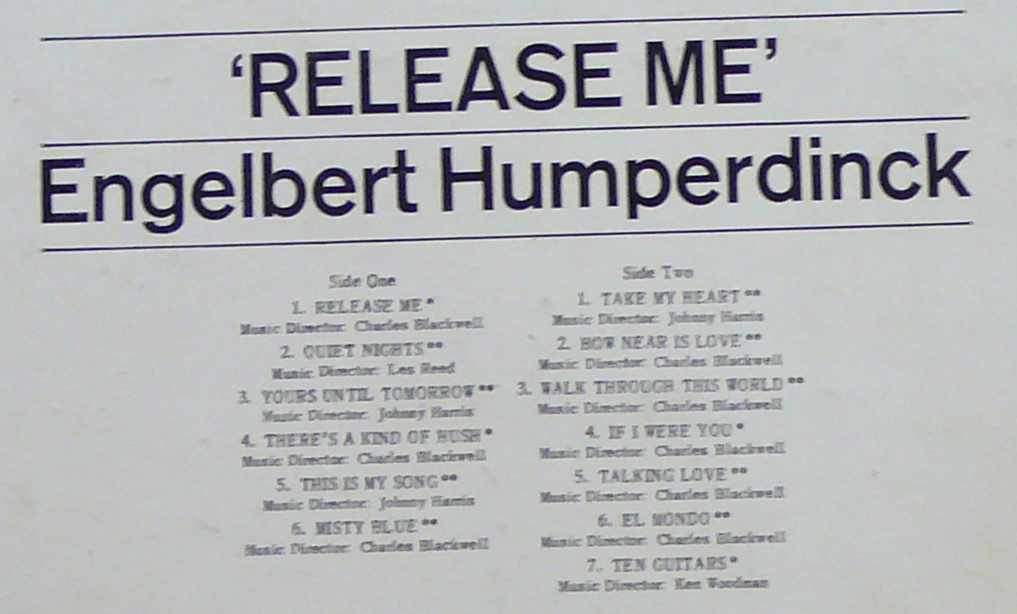 'RELEASE ME'
Engelbert Humperdinck
Side One
1. RELEASE ME*
Music Director: Charles Blackwell
2. QUIET NIGHTS**
Music Director: Les Reed
3. YOURS UNTIL TOMORROW**
Music Director: Johnny Harris
4. THERE'S A KIND OF HUSH*
Music Director: Charles Blackwell
5. THIS IS MY SONG**
Music Director: Johnny Harris
6. MISTY BLUE**
Music Director: Charles Blackwell
Side Two
1. TAKE MY HEART**
Music Director: Johnny Harris
2. HOW NEAR IS LOVE**
Music Director: Charles Blackwell
3. WALK THROUGH THIS WORLD**
Music Director: Charles Blackwell
4. IF I WERE YOU*
Music Director: Charles Blackwell
5. TALKING LOVE**
Music Director: Charles Blackwell
6. EL MONDO**
Music Director: Charles Blackwell
7. TEN GUITARS*
Music Director: Ken Woodman